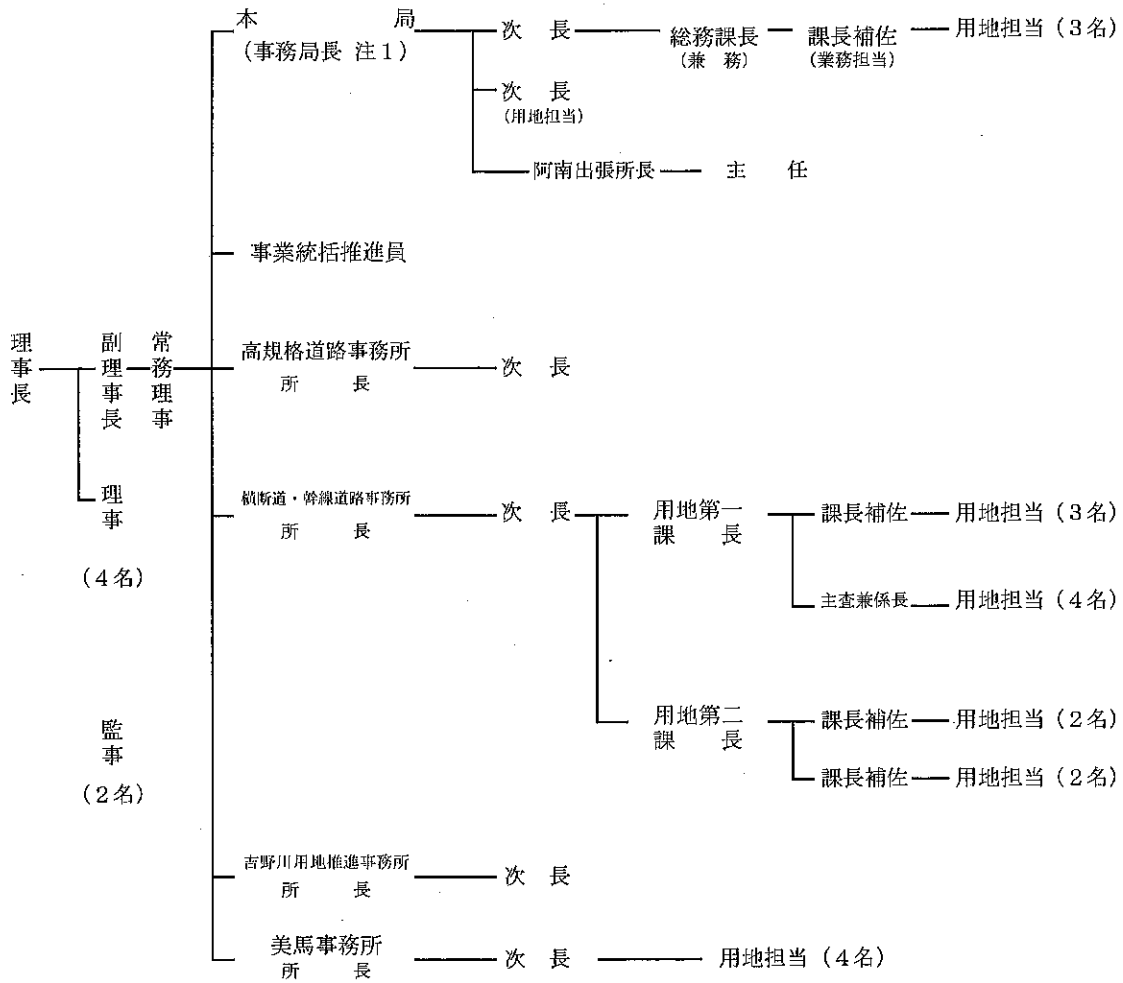 本局 次長 総務課長 課長補佐 用地担当（3名）
(事務局長 注1) (兼務) (業務担当)
次長
(用地担当)
阿南出張所長 主任
事業統括推進員
理事長
副理事長
常務理事
高規格道路事務所 次長
所長
理事
(4名)
横断道・幹線道路事務所 次長 用地第一 課長補佐 用地担当（3名）
所長 課長
主査兼係長 用地担当（4名）
用地第二 課長補佐 用地担当（2名）
課長
課長補佐 用地担当（2名）
監事
(2名)
吉野川用地推進事務所 次長
所長
美馬事務所 次長 用地担当（4名）
所長